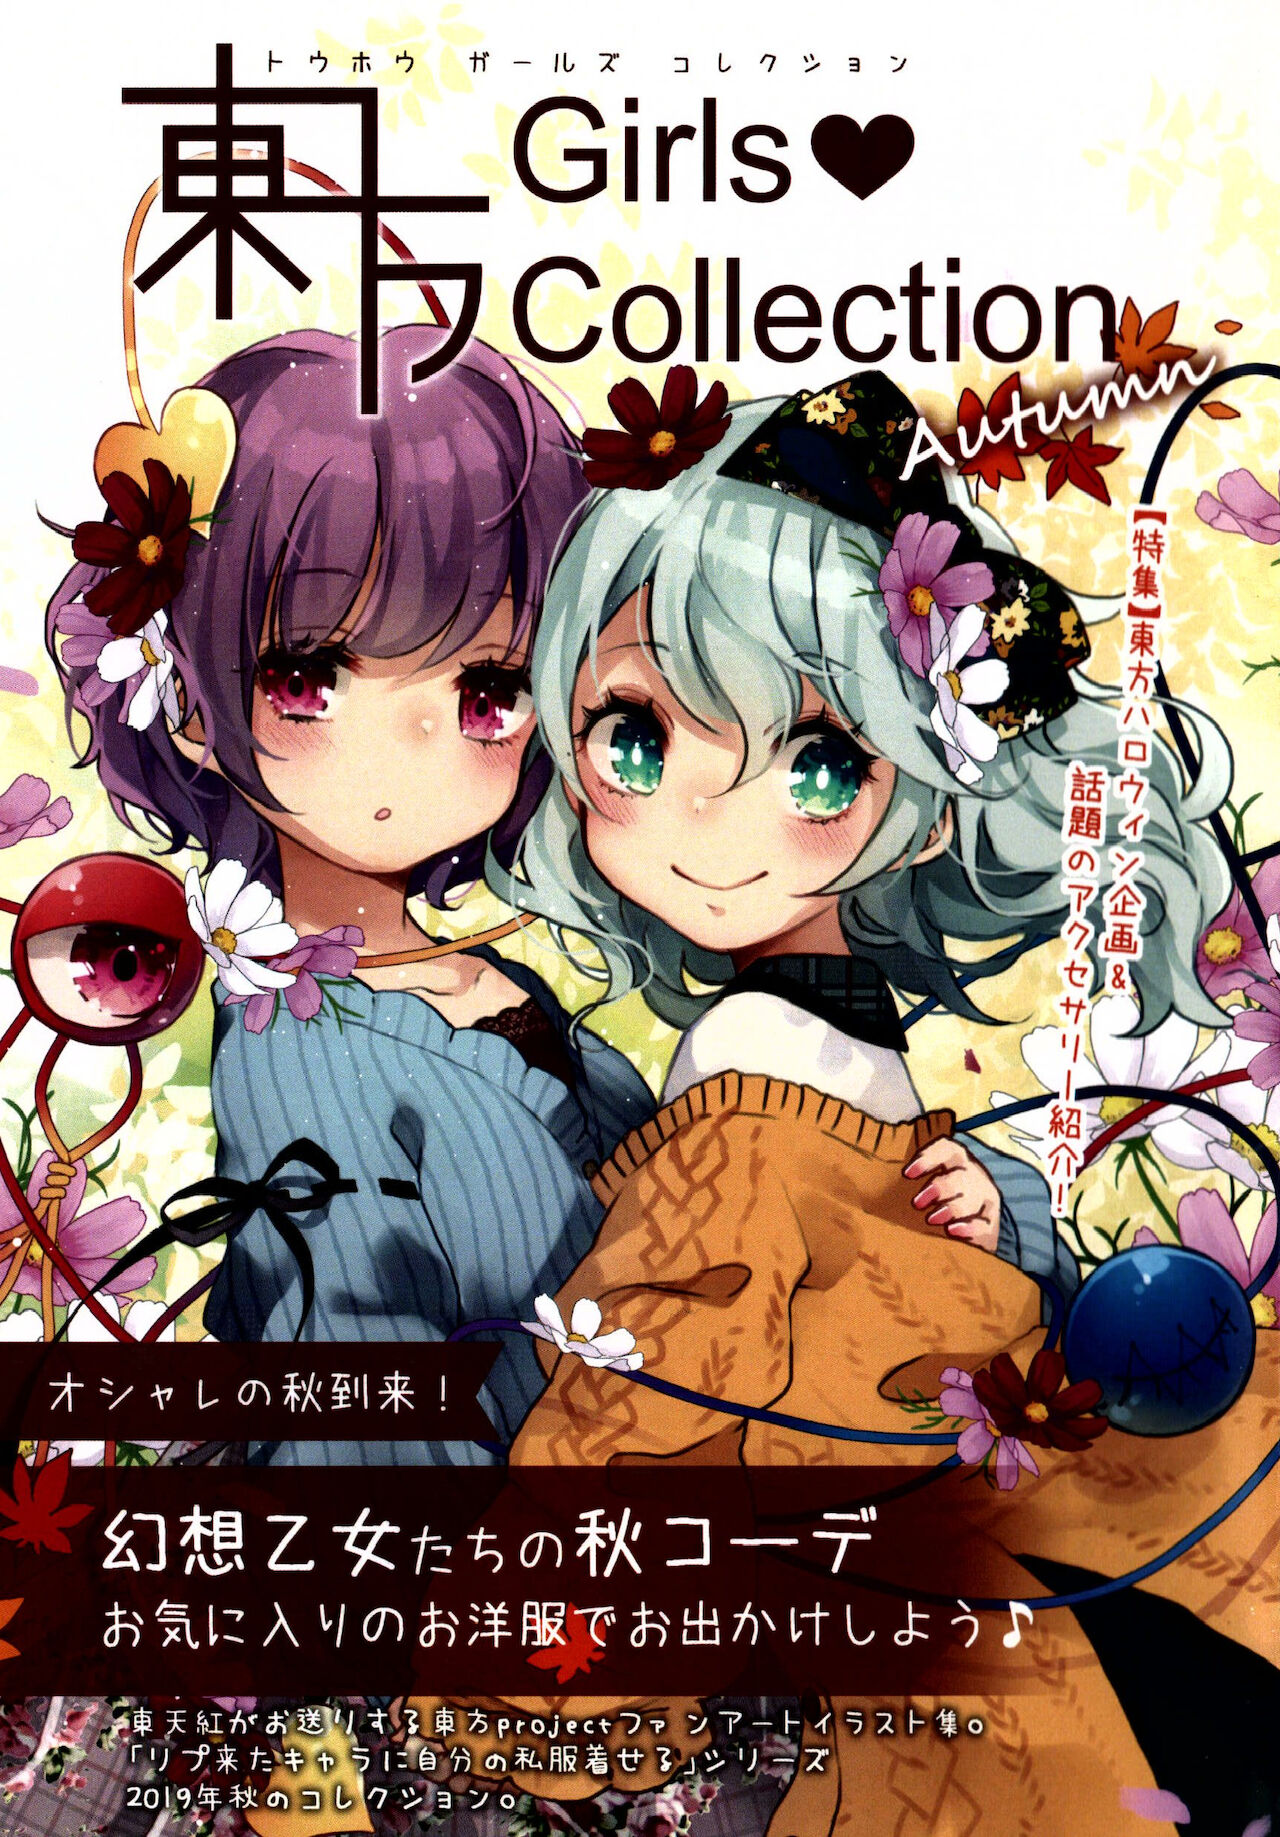 トウホウ ガールズ コレクション
東方
Girls♥
Collection
Autumn
【特集】東方ハロウィン企画&
話題のアクセサリー紹介!
オシャレの秋到来!
幻想乙女たちの秋コーデ
お気に入りのお洋服でお出かけしよう♪
東天紅がお送りする東方projectファンアートイラスト集。
「リプ来たキャラに自分の私服着せる」シリーズ
2019年秋のコレクション。